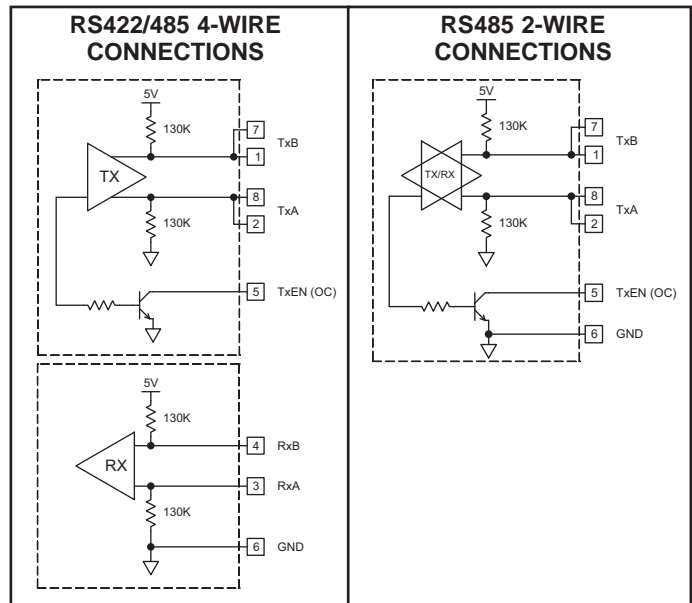 RS422/485 4-WIRE
CONNECTIONS
5V
130K
7
TxB
1
TX
8
TxA
2
130K
5 TxEN (OC)
5V
130K
4 RxB
RX
3 RxA
130K
6 GND
RS485 2-WIRE
CONNECTIONS
5V
130K
7
TxB
1
TX/RX
8
TxA
2
130K
5 TxEN (OC)
6 GND